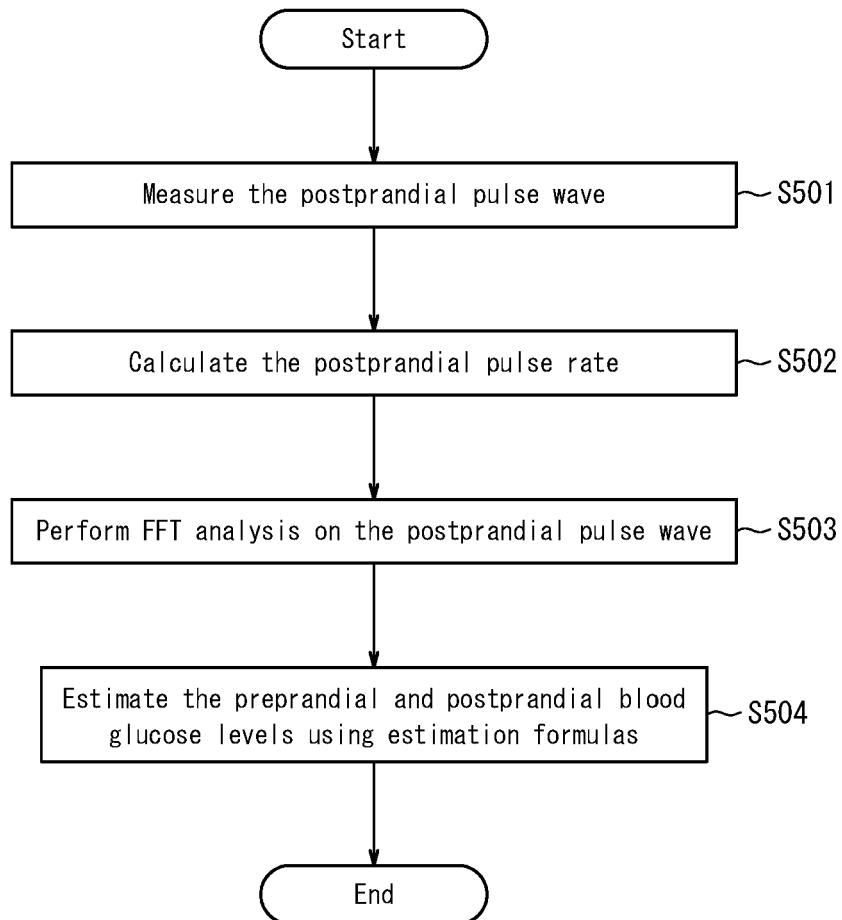 Start
Measure the postprandial pulse wave
S501
Calculate the postprandial pulse rate
S502
Perform FFT analysis on the postprandial pulse wave
S503
Estimate the preprandial and postprandial blood
glucose levels using estimation formulas
S504
End